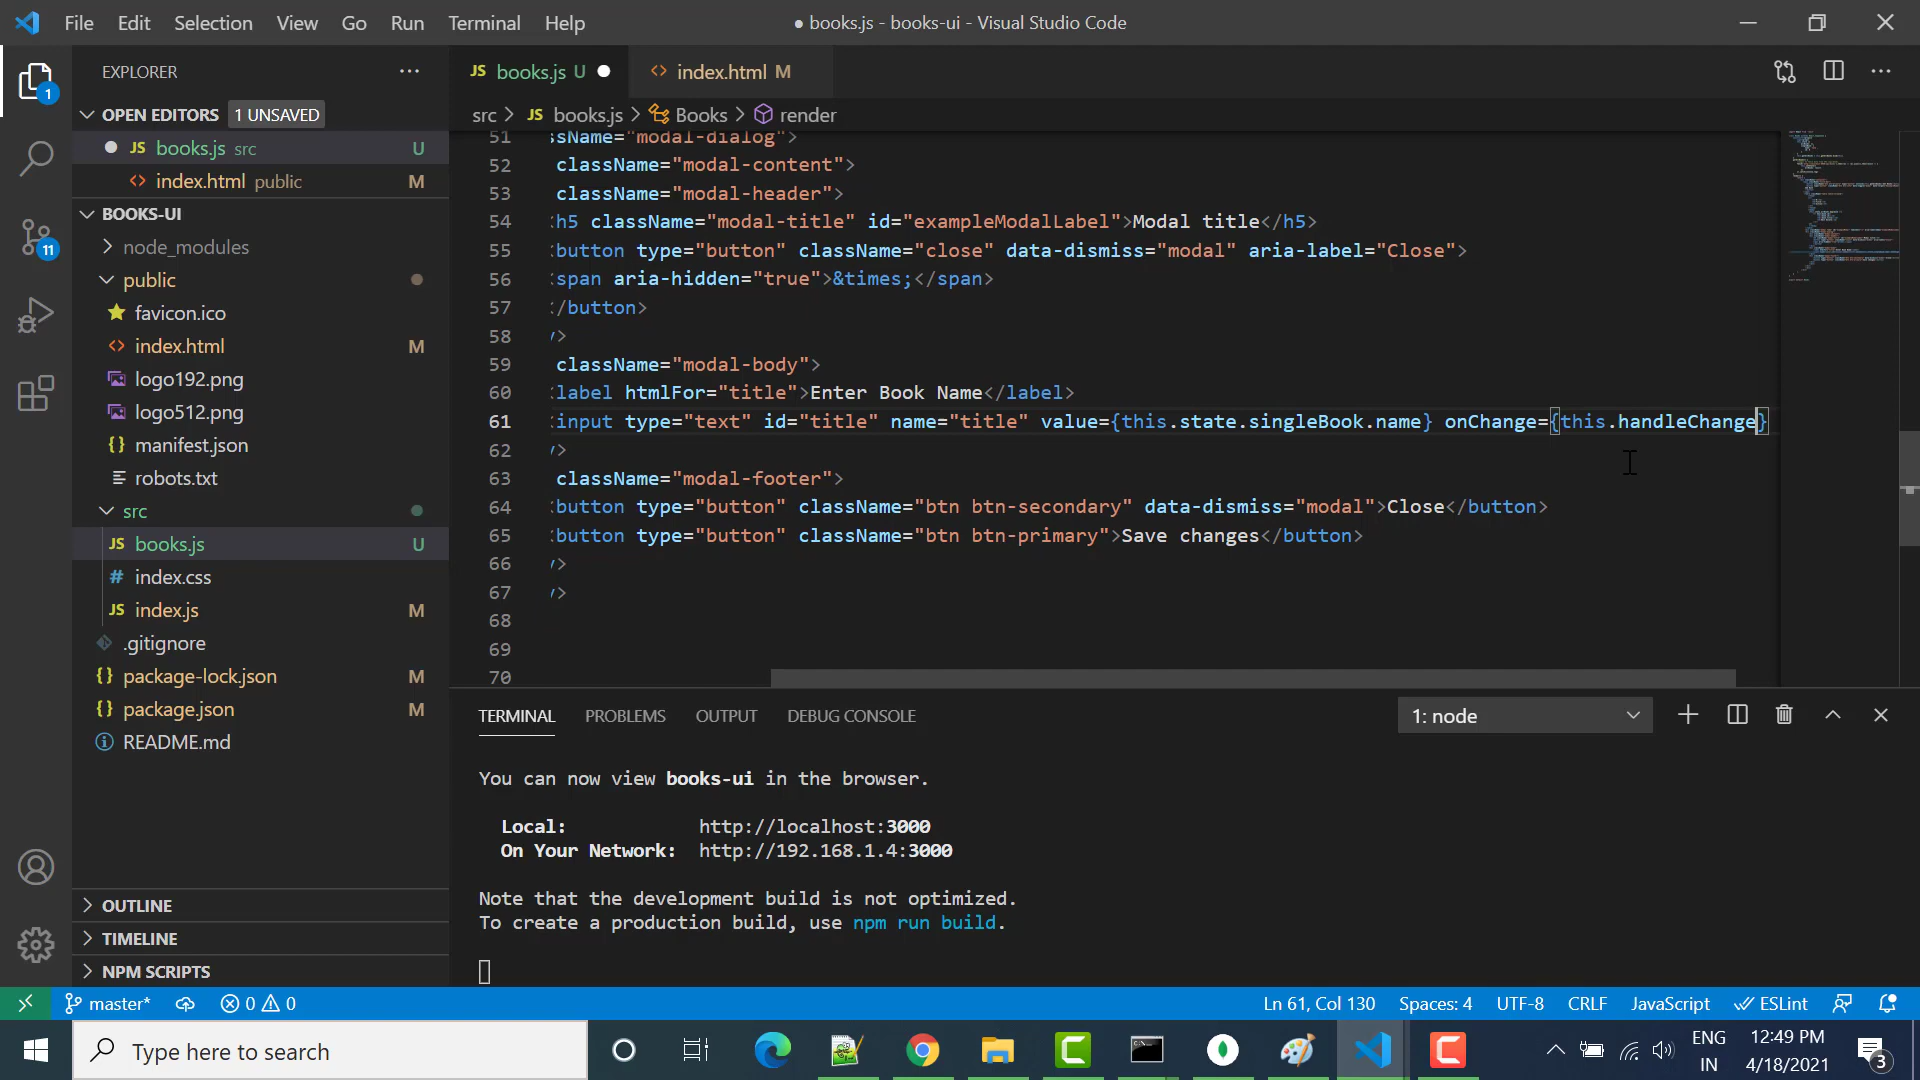 File Edit Selection View Go Run Terminal Help
● books.js - books-ui - Visual Studio Code
EXPLORER
OPEN EDITORS 1 UNSAVED
JS books.js src U
<> index.html public M
BOOKS-UI
node_modules
public
favicon.ico
<> index.html M
logo192.png
logo512.png
manifest.json
robots.txt
src
JS books.js U
# index.css
JS index.js M
.gitignore
{} package-lock.json M
{} package.json M
README.md
OUTLINE
TIMELINE
NPM SCRIPTS
1
11
JS books.js U ●
<> index.html M
src > JS books.js > Books > render
51 sName="modal-dialog">
52 className="modal-content">
53 className="modal-header">
54 <h5 className="modal-title" id="exampleModalLabel">Modal title</h5>
55 <button type="button" className="close" data-dismiss="modal" aria-label="Close">
56 <span aria-hidden="true">&times;</span>
57 </button>
58 >
59 className="modal-body">
60 <label htmlFor="title">Enter Book Name</label>
61 <input type="text" id="title" name="title" value={this.state.singleBook.name} onChange={this.handleChange}
62 >
63 className="modal-footer">
64 <button type="button" className="btn btn-secondary" data-dismiss="modal">Close</button>
65 <button type="button" className="btn btn-primary">Save changes</button>
66 >
67 >
68
69
70
TERMINAL PROBLEMS OUTPUT DEBUG CONSOLE
1: node
You can now view books-ui in the browser.
Local: http://localhost:3000
On Your Network: http://192.168.1.4:3000
Note that the development build is not optimized.
To create a production build, use npm run build.
master* 0 0
Ln 61, Col 130 Spaces: 4 UTF-8 CRLF JavaScript ESLint
Type here to search
ENG
IN
12:49 PM
4/18/2021
3